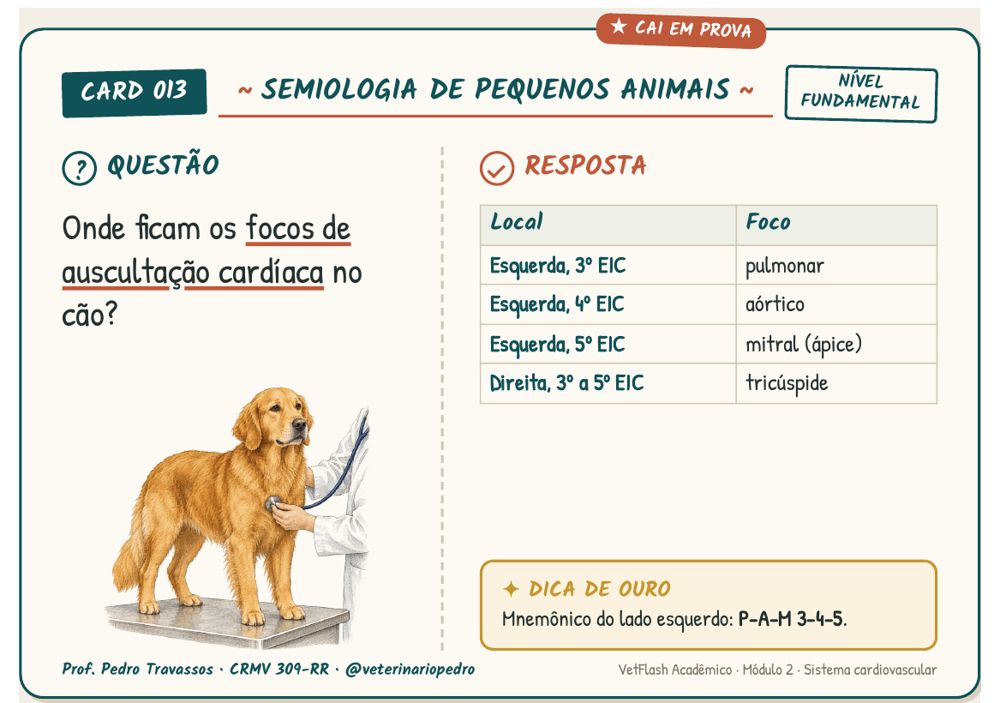 ★ CAI EM PROVA
CARD 013
~ SEMIOLOGIA DE PEQUENOS ANIMAIS ~
NÍVEL
FUNDAMENTAL
? QUESTÃO
Onde ficam os focos de
auscultação cardíaca no
cão?
RESPOSTA
Local Foco
Esquerda, 3º EIC pulmonar
Esquerda, 4º EIC aórtico
Esquerda, 5º EIC mitral (ápice)
Direita, 3º a 5º EIC tricúspide
✦ DICA DE OURO
Mnemônico do lado esquerdo: P-A-M 3-4-5.
Prof. Pedro Travassos · CRMV 309-RR · @veterinariopedro
VetFlash Acadêmico · Módulo 2 · Sistema cardiovascular